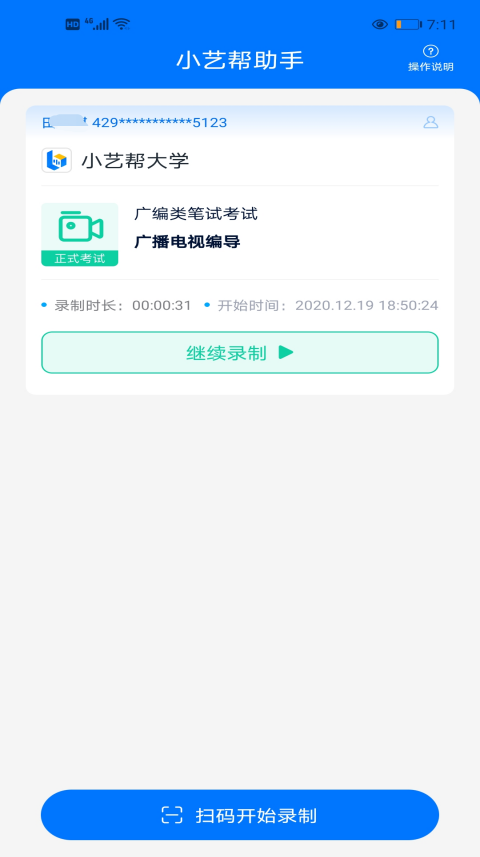 HD 4G 7:11
小艺帮助手
操作说明
429***********5123
小艺帮大学
广编类笔试考试
广播电视编导
正式考试
录制时长：00:00:31 开始时间：2020.12.19 18:50:24
继续录制
扫码开始录制